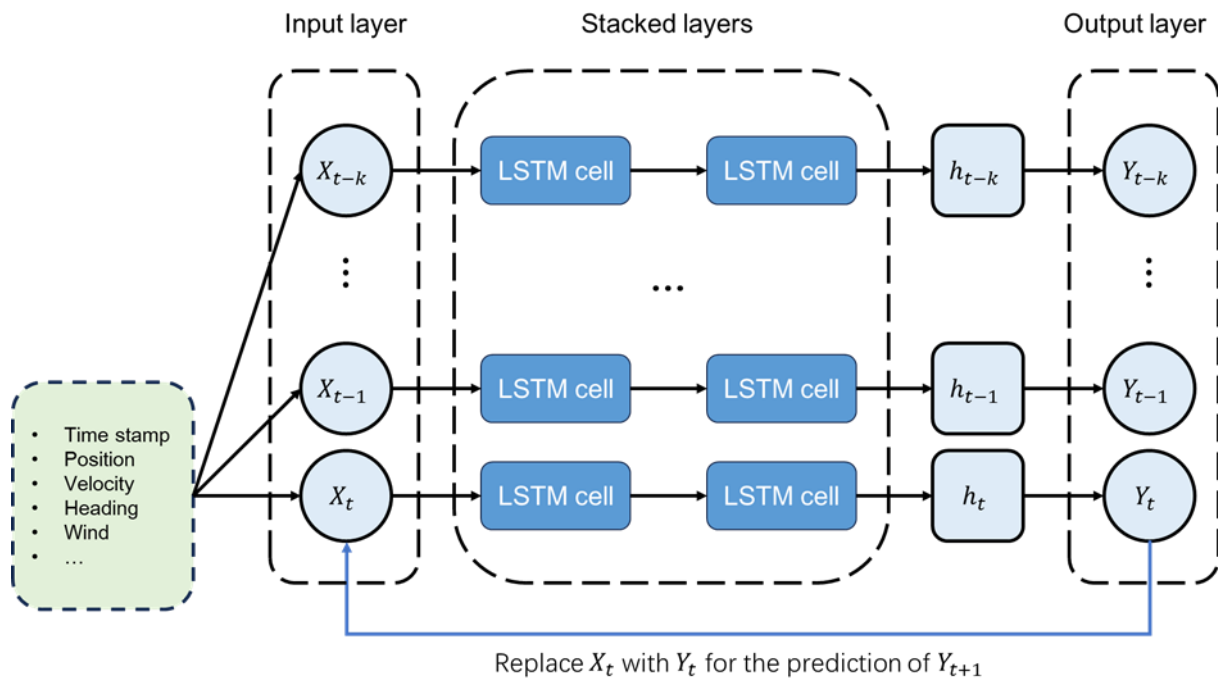 Input layer
Stacked layers
Output layer
X_{t−k}
LSTM cell
LSTM cell
h_{t−k}
Y_{t−k}
⋮
...
⋮
X_{t−1}
LSTM cell
LSTM cell
h_{t−1}
Y_{t−1}
• Time stamp
• Position
• Velocity
• Heading
• Wind
• ...
X_t
LSTM cell
LSTM cell
h_t
Y_t
Replace X_t with Y_t for the prediction of Y_{t+1}